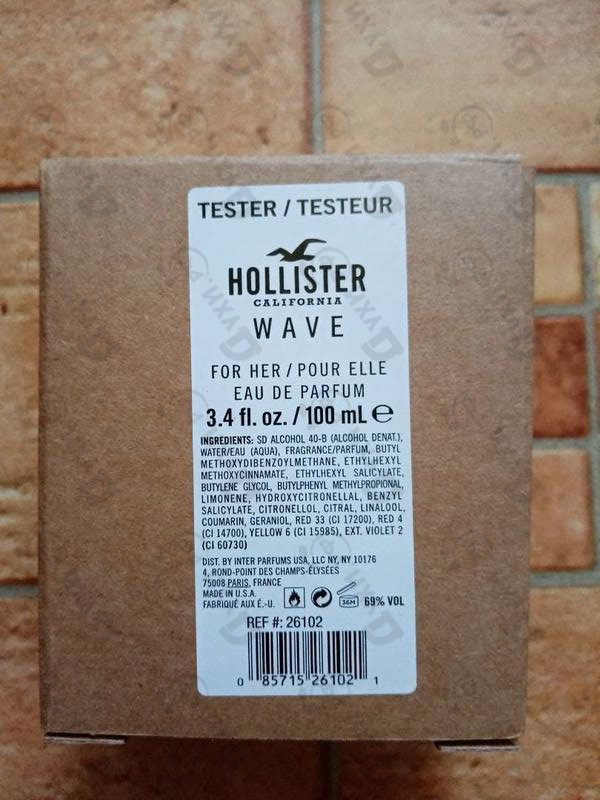 TESTER / TESTEUR
HOLLISTER
CALIFORNIA
WAVE
FOR HER / POUR ELLE
EAU DE PARFUM
3.4 fl. oz. / 100 mL ℮
INGREDIENTS: SD ALCOHOL 40-B (ALCOHOL DENAT.),
WATER/EAU (AQUA), FRAGRANCE/PARFUM, BUTYL
METHOXYDIBENZOYLMETHANE, ETHYLHEXYL
METHOXYCINNAMATE, ETHYLHEXYL SALICYLATE,
BUTYLENE GLYCOL, BUTYLPHENYL METHYLPROPIONAL,
LIMONENE, HYDROXYCITRONELLAL, BENZYL
SALICYLATE, CITRONELLOL, CITRAL, LINALOOL,
COUMARIN, GERANIOL, RED 33 (CI 17200), RED 4
(CI 14700), YELLOW 6 (CI 15985), EXT. VIOLET 2
(CI 60730)
DIST. BY INTER PARFUMS USA, LLC NY, NY 10176
4, ROND-POINT DES CHAMPS-ÉLYSÉES
75008 PARIS, FRANCE
MADE IN U.S.A.
FABRIQUÉ AUX É.-U.
36M 69% VOL
REF #: 26102
0 85715 26102 1